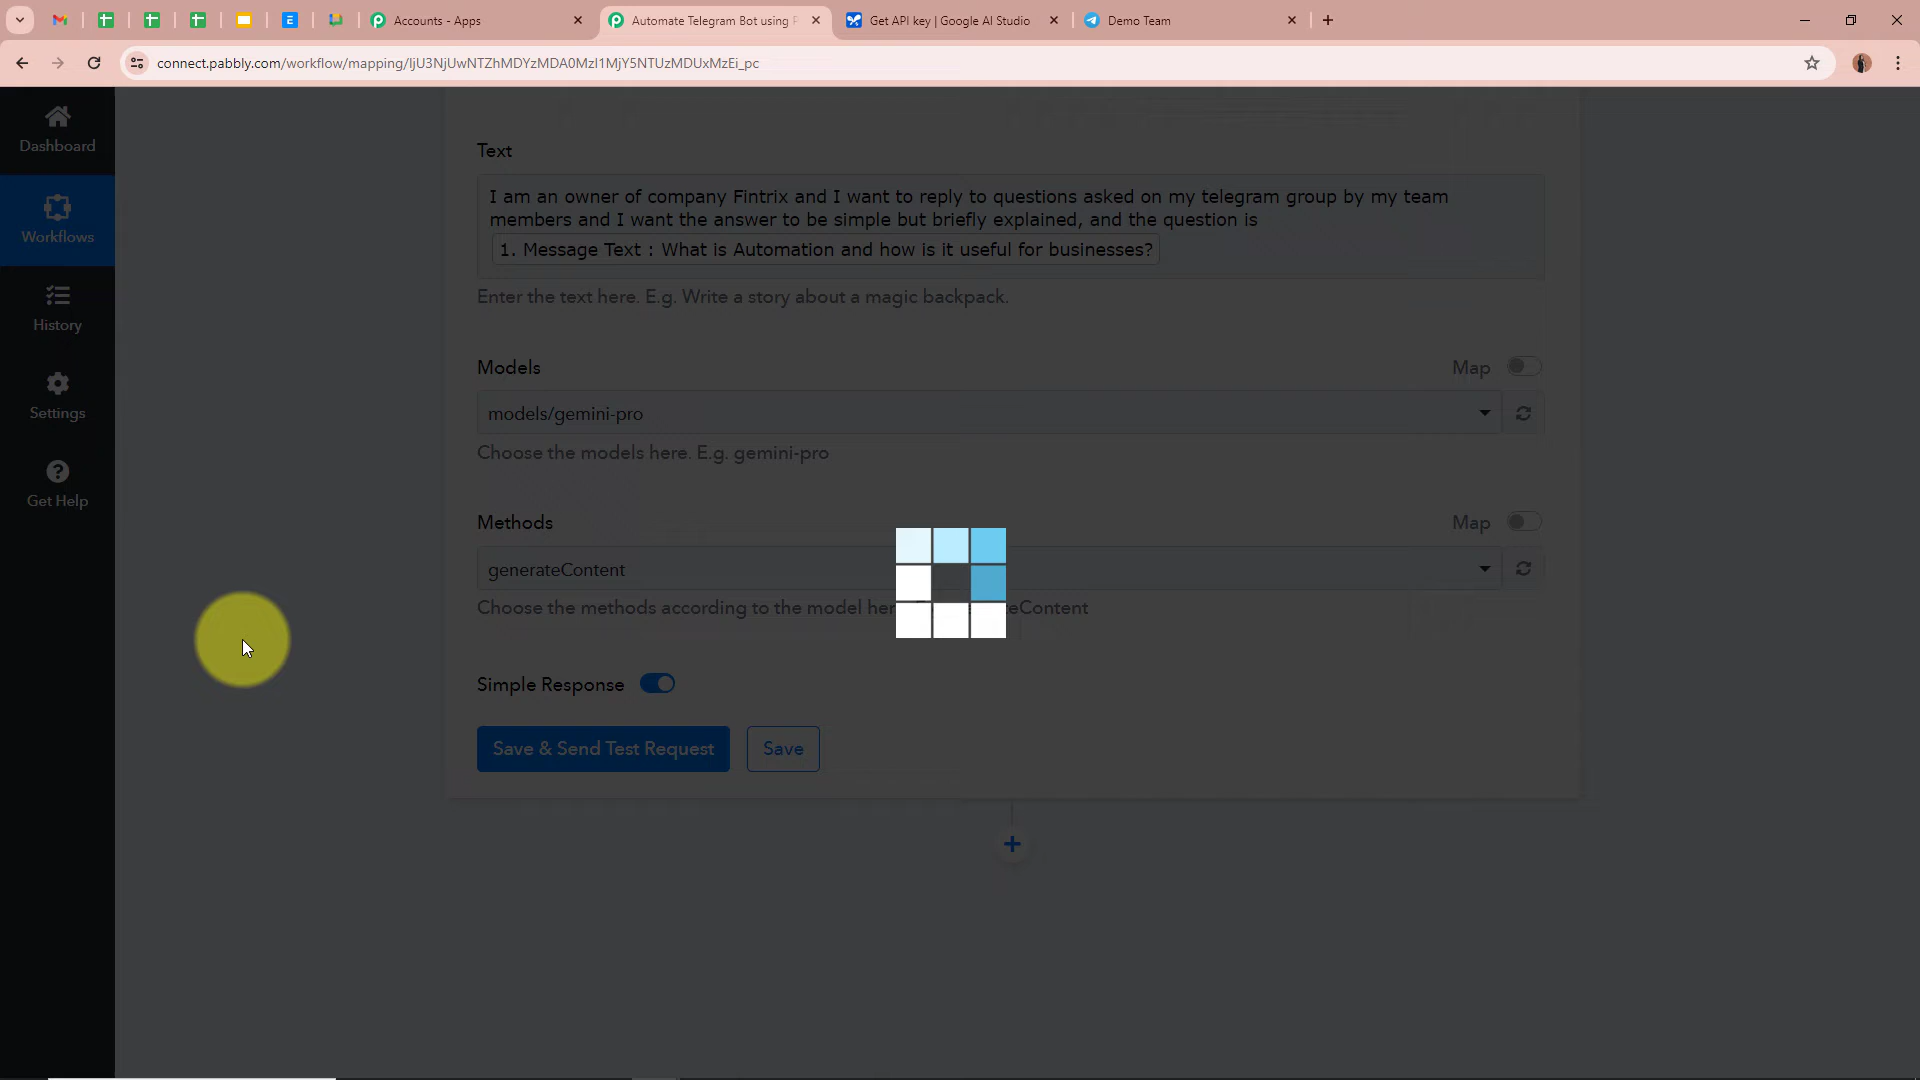 Accounts - Apps
Automate Telegram Bot using
Get API key | Google AI Studio
Demo Team
connect.pabbly.com/workflow/mapping/IjU3NjUwNTZhMDYzMDA0MzI1MjY5NTUzMDUxMzEi_pc
Dashboard
Workflows
History
Settings
Get Help
Text
I am an owner of company Fintrix and I want to reply to questions asked on my telegram group by my team
members and I want the answer to be simple but briefly explained, and the question is
1. Message Text : What is Automation and how is it useful for businesses?
Enter the text here. E.g. Write a story about a magic backpack.
Models
Map
models/gemini-pro
Choose the models here. E.g. gemini-pro
Methods
Map
generateContent
Choose the methods according to the model her eContent
Simple Response
Save & Send Test Request
Save